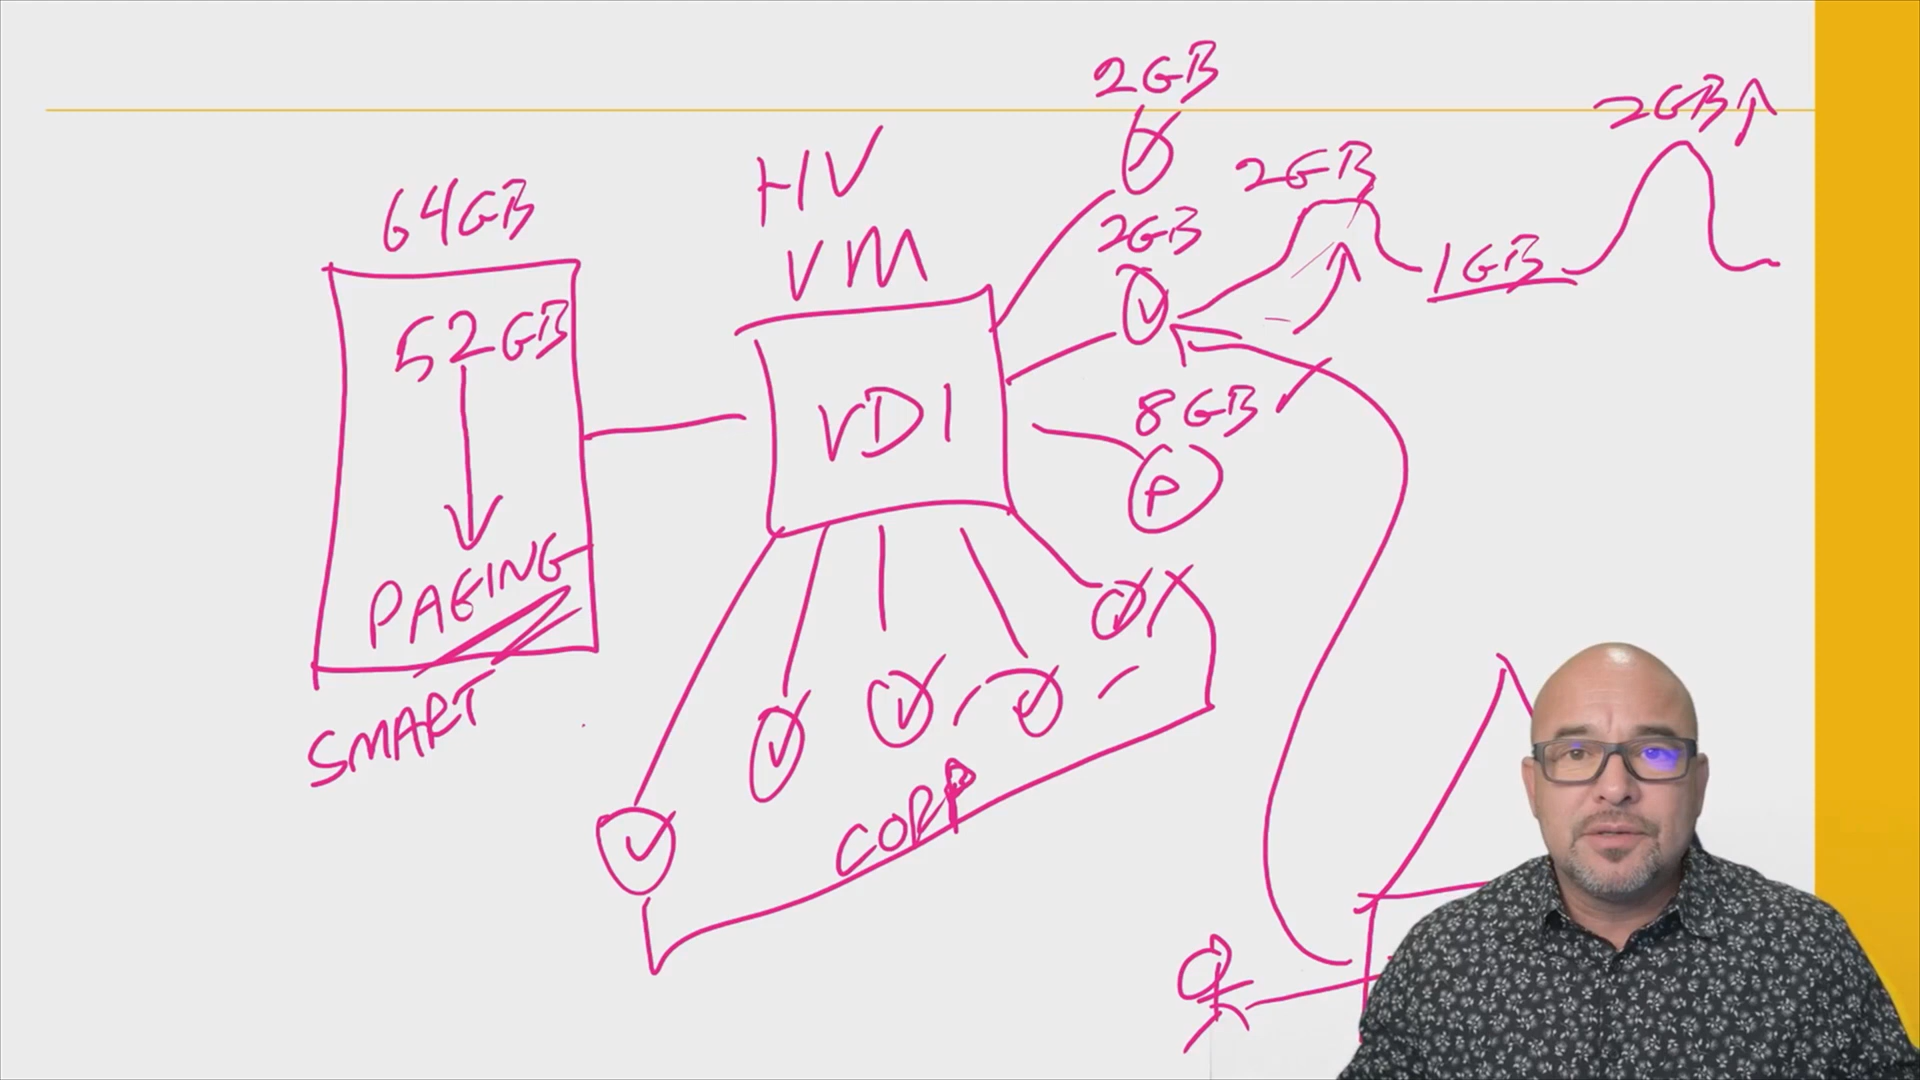 2GB
2GB↑
HV
2GB
64GB
2GB
VM
1GB
52GB
V
VDI
8GB
P
PAGING
V
V
V
SMART
V
CORP
V